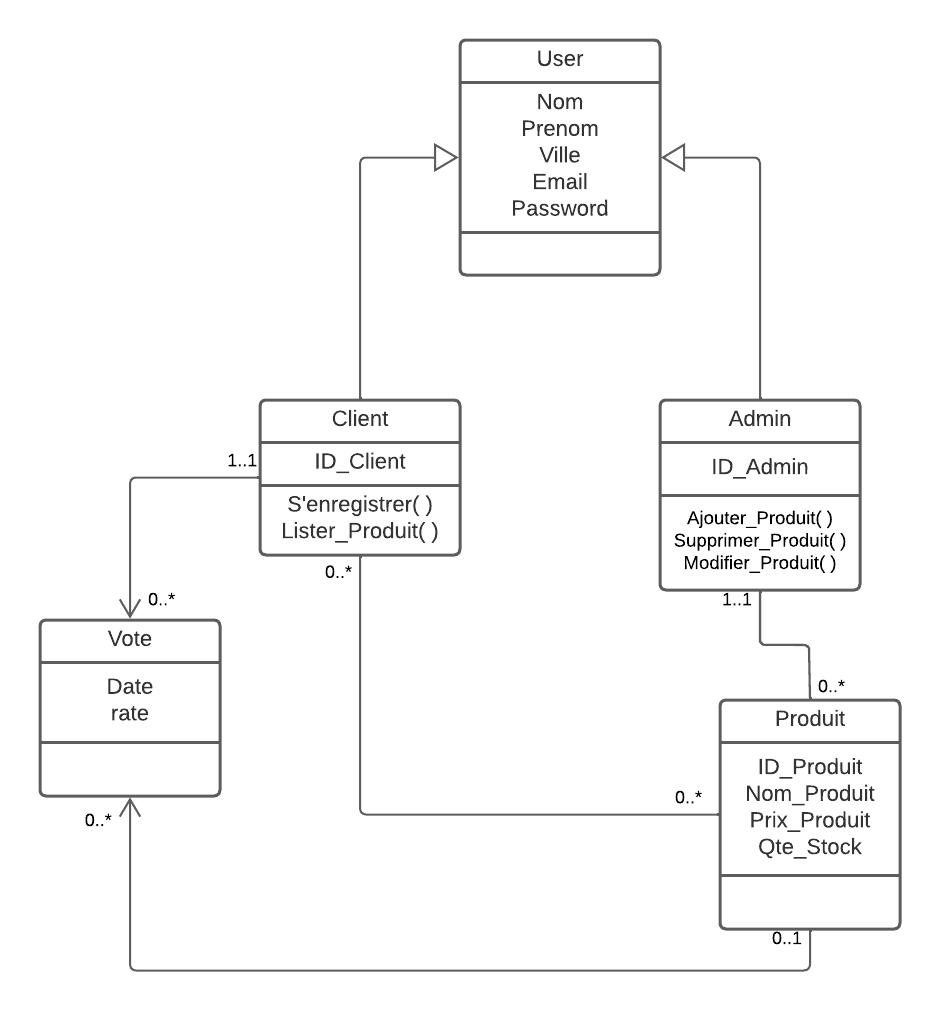 User
Nom
Prenom
Ville
Email
Password
Client
ID_Client
S'enregistrer( )
Lister_Produit( )
Admin
ID_Admin
Ajouter_Produit( )
Supprimer_Produit( )
Modifier_Produit( )
1..1
0..*
0..*
1..1
0..*
Vote
Date
rate
0..*
0..*
Produit
ID_Produit
Nom_Produit
Prix_Produit
Qte_Stock
0..1